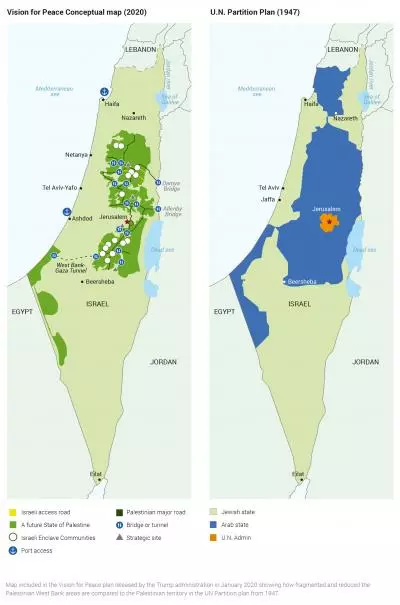 Vision for Peace Conceptual map (2020)
LEBANON
Mediterranean
sea
Jordan river
Haifa
Sea of
Galilee
Nazareth
Netanya
Damya
Bridge
Tel Aviv-Yafo
Allenby
Bridge
Ashdod
Jerusalem
Dead sea
West Bank-
Gaza Tunnel
Beersheba
ISRAEL
EGYPT
JORDAN
Eilat
Israeli access road
A future State of Palestine
Israeli Enclave Communities
Port access
Palestinian major road
Bridge or tunnel
Strategic site
U.N. Partition Plan (1947)
LEBANON
Mediterranean
sea
Jordan river
Haifa
Sea of
Galilee
Nazareth
Tel Aviv
Jaffa
Jerusalem
Dead sea
Beersheba
ISRAEL
EGYPT
JORDAN
Eilat
Jewish state
Arab state
U.N. Admin
Map included in the Vision for Peace plan released by the Trump administration in January 2020 showing how fragmented and reduced the
Palestinian West Bank areas are compared to the Palestinian territory in the UN Partition plan from 1947.